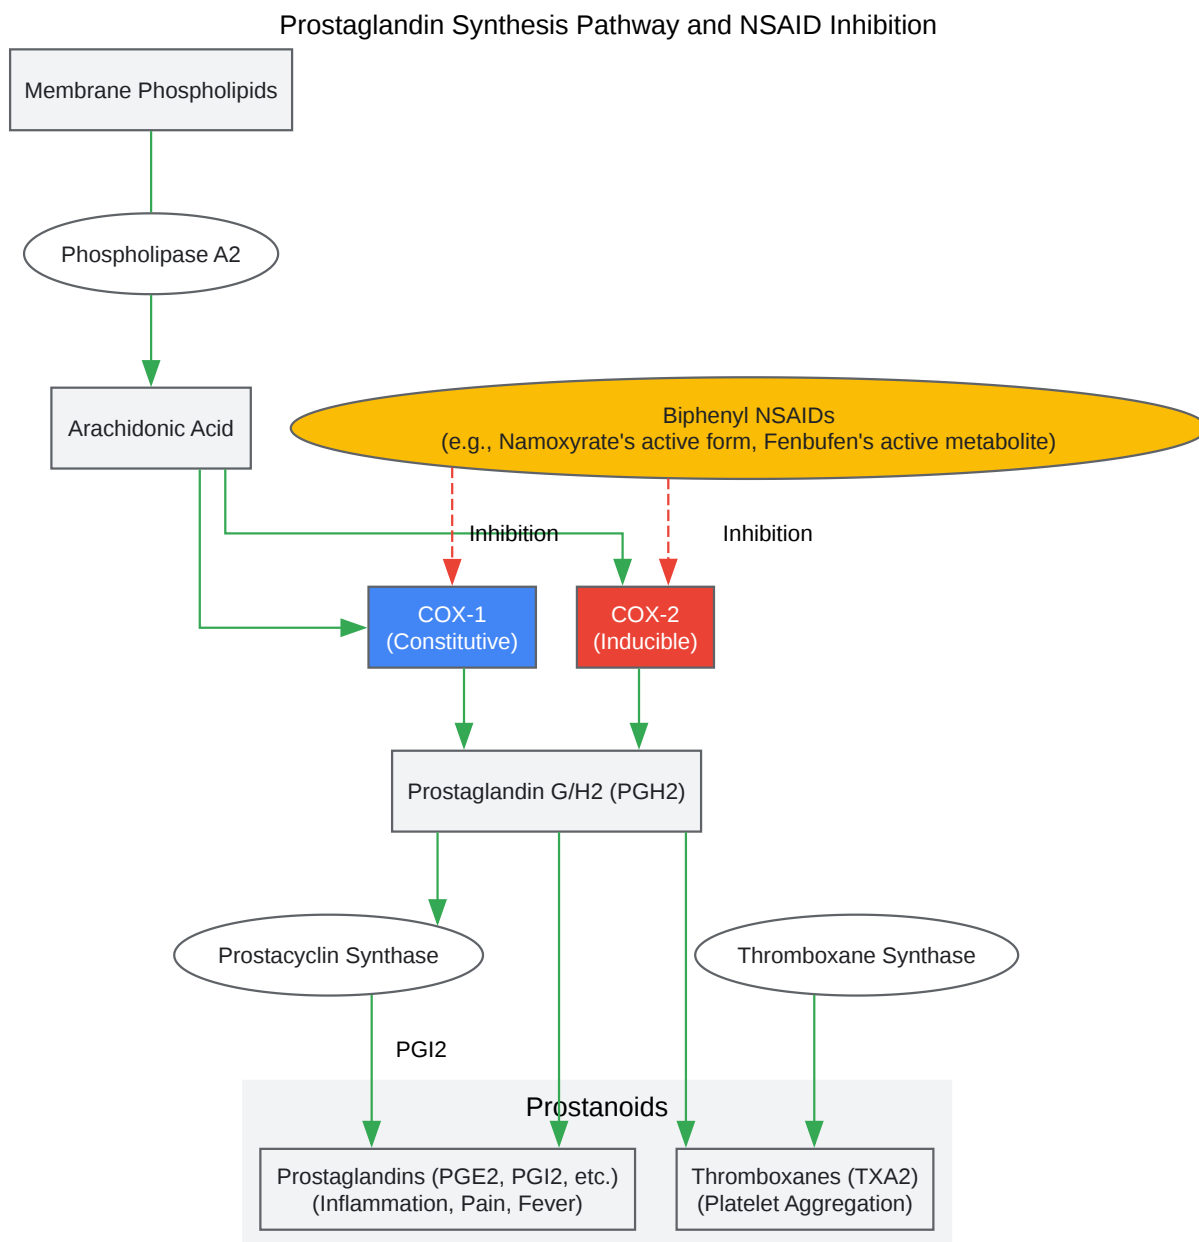 Prostaglandin Synthesis Pathway and NSAID Inhibition
Membrane Phospholipids
Phospholipase A2
Arachidonic Acid
Biphenyl NSAIDs
(e.g., Namoxyrate's active form, Fenbufen's active metabolite)
Inhibition
Inhibition
COX-1
(Constitutive)
COX-2
(Inducible)
Prostaglandin G/H2 (PGH2)
Prostacyclin Synthase
Thromboxane Synthase
PGI2
Prostanoids
Prostaglandins (PGE2, PGI2, etc.)
(Inflammation, Pain, Fever)
Thromboxanes (TXA2)
(Platelet Aggregation)